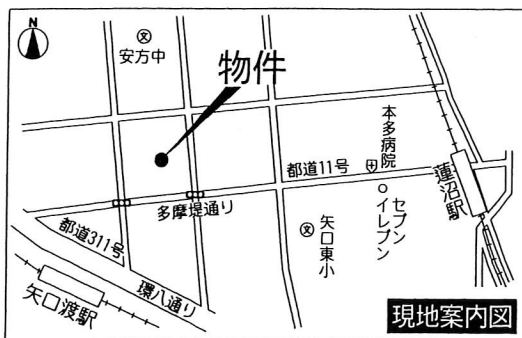 N
文
安方中
物件
本多病院
都道11号
蓮沼駅
セブン
イレブン
多摩堤通り
文
矢口東小
都道311号
環八通り
矢口渡駅
現地案内図